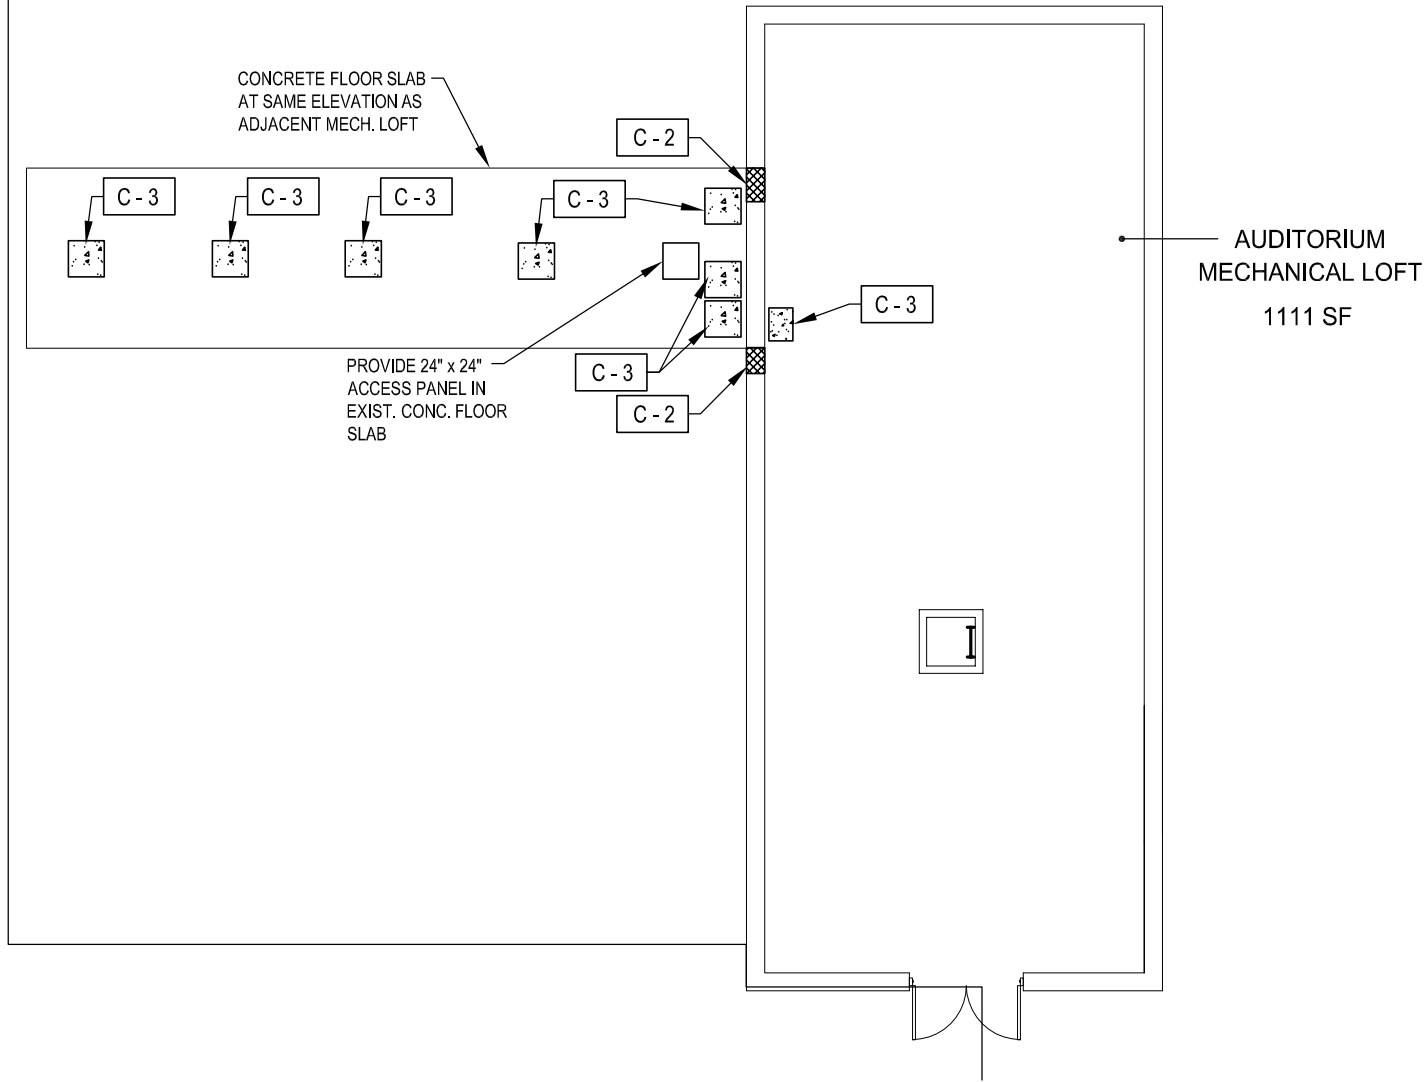 CONCRETE FLOOR SLAB
AT SAME ELEVATION AS
ADJACENT MECH. LOFT
C - 2
C - 3
C - 3
C - 3
C - 3
AUDITORIUM
MECHANICAL LOFT
1111 SF
C - 3
PROVIDE 24" x 24"
ACCESS PANEL IN
EXIST. CONC. FLOOR
SLAB
C - 3
C - 2